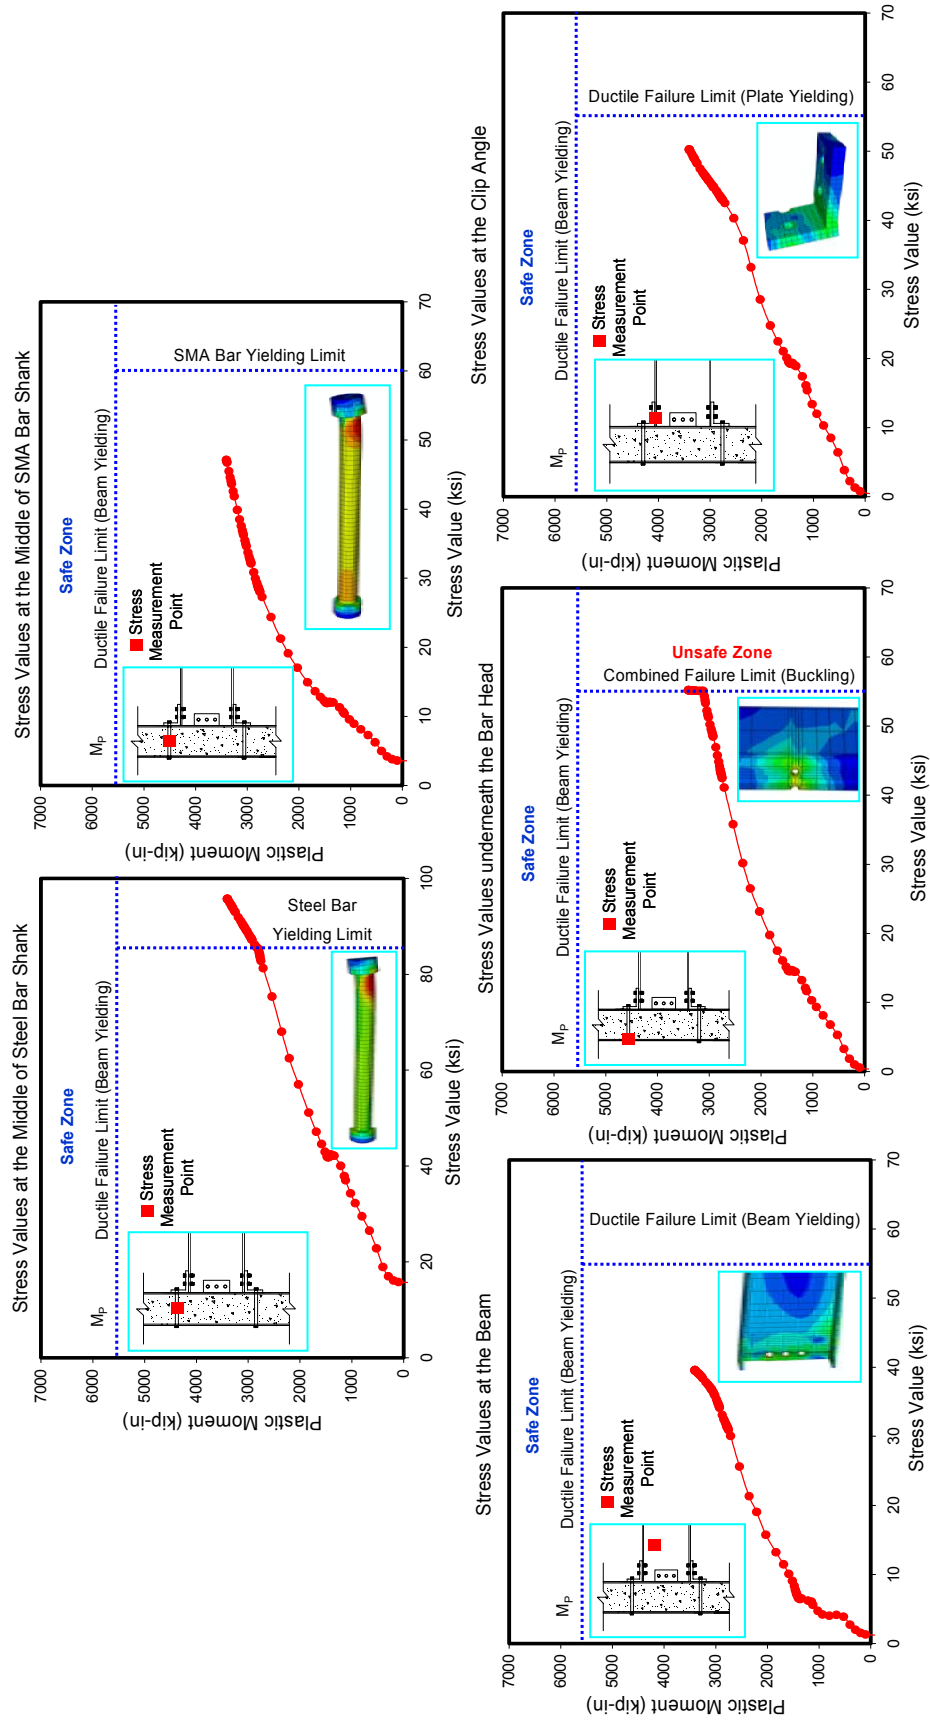 Stress Values at the Middle of Steel Bar Shank
7000
6000
5000
4000
3000
2000
1000
0
Plastic Moment (kip-in)
Safe Zone
Ductile Failure Limit (Beam Yielding)
MP
Stress
Measurement
Point
Steel Bar
Yielding Limit
0
20
40
60
80
100
Stress Value (ksi)
Stress Values at the Middle of SMA Bar Shank
7000
6000
5000
4000
3000
2000
1000
0
Plastic Moment (kip-in)
Safe Zone
Ductile Failure Limit (Beam Yielding)
MP
Stress
Measurement
Point
SMA Bar Yielding Limit
0
10
20
30
40
50
60
70
Stress Value (ksi)
Stress Values at the Beam
7000
6000
5000
4000
3000
2000
1000
0
Plastic Moment (kip-in)
Safe Zone
Ductile Failure Limit (Beam Yielding)
MP
Stress
Measurement
Point
Ductile Failure Limit (Beam Yielding)
0
10
20
30
40
50
60
70
Stress Value (ksi)
Stress Values underneath the Bar Head
7000
6000
5000
4000
3000
2000
1000
0
Plastic Moment (kip-in)
Safe Zone
Ductile Failure Limit (Beam Yielding)
MP
Stress
Measurement
Point
Unsafe Zone
Combined Failure Limit (Buckling)
0
10
20
30
40
50
60
70
Stress Value (ksi)
Stress Values at the Clip Angle
7000
6000
5000
4000
3000
2000
1000
0
Plastic Moment (kip-in)
Safe Zone
Ductile Failure Limit (Beam Yielding)
MP
Stress
Measurement
Point
Ductile Failure Limit (Plate Yielding)
0
10
20
30
40
50
60
70
Stress Value (ksi)